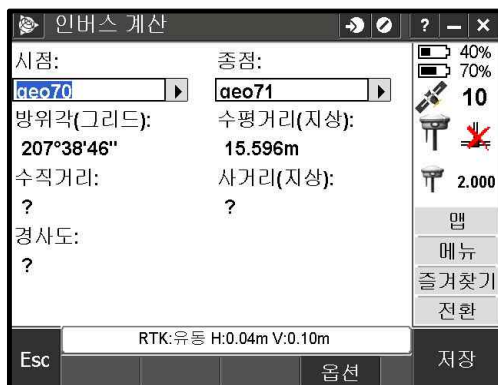 인버스 계산
? – ×
시점:
종점:
geo70
geo71
방위각(그리드):
수평거리(지상):
207°38'46"
15.596m
수직거리:
사거리(지상):
?
?
경사도:
?
40%
70%
10
2.000
맵
메뉴
즐겨찾기
전환
RTK:유동 H:0.04m V:0.10m
Esc
옵션
저장